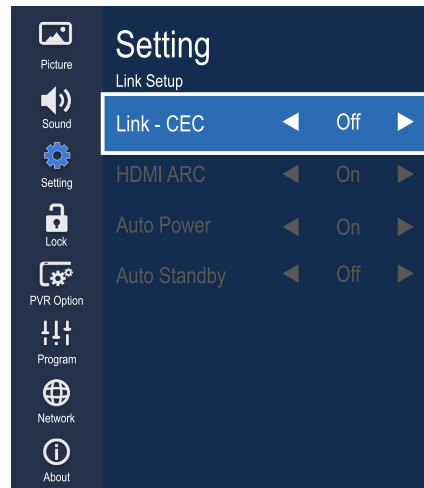 Picture
Sound
Setting
Lock
PVR Option
Program
Network
About
Setting
Link Setup
Link - CEC Off
HDMI ARC On
Auto Power On
Auto Standby Off